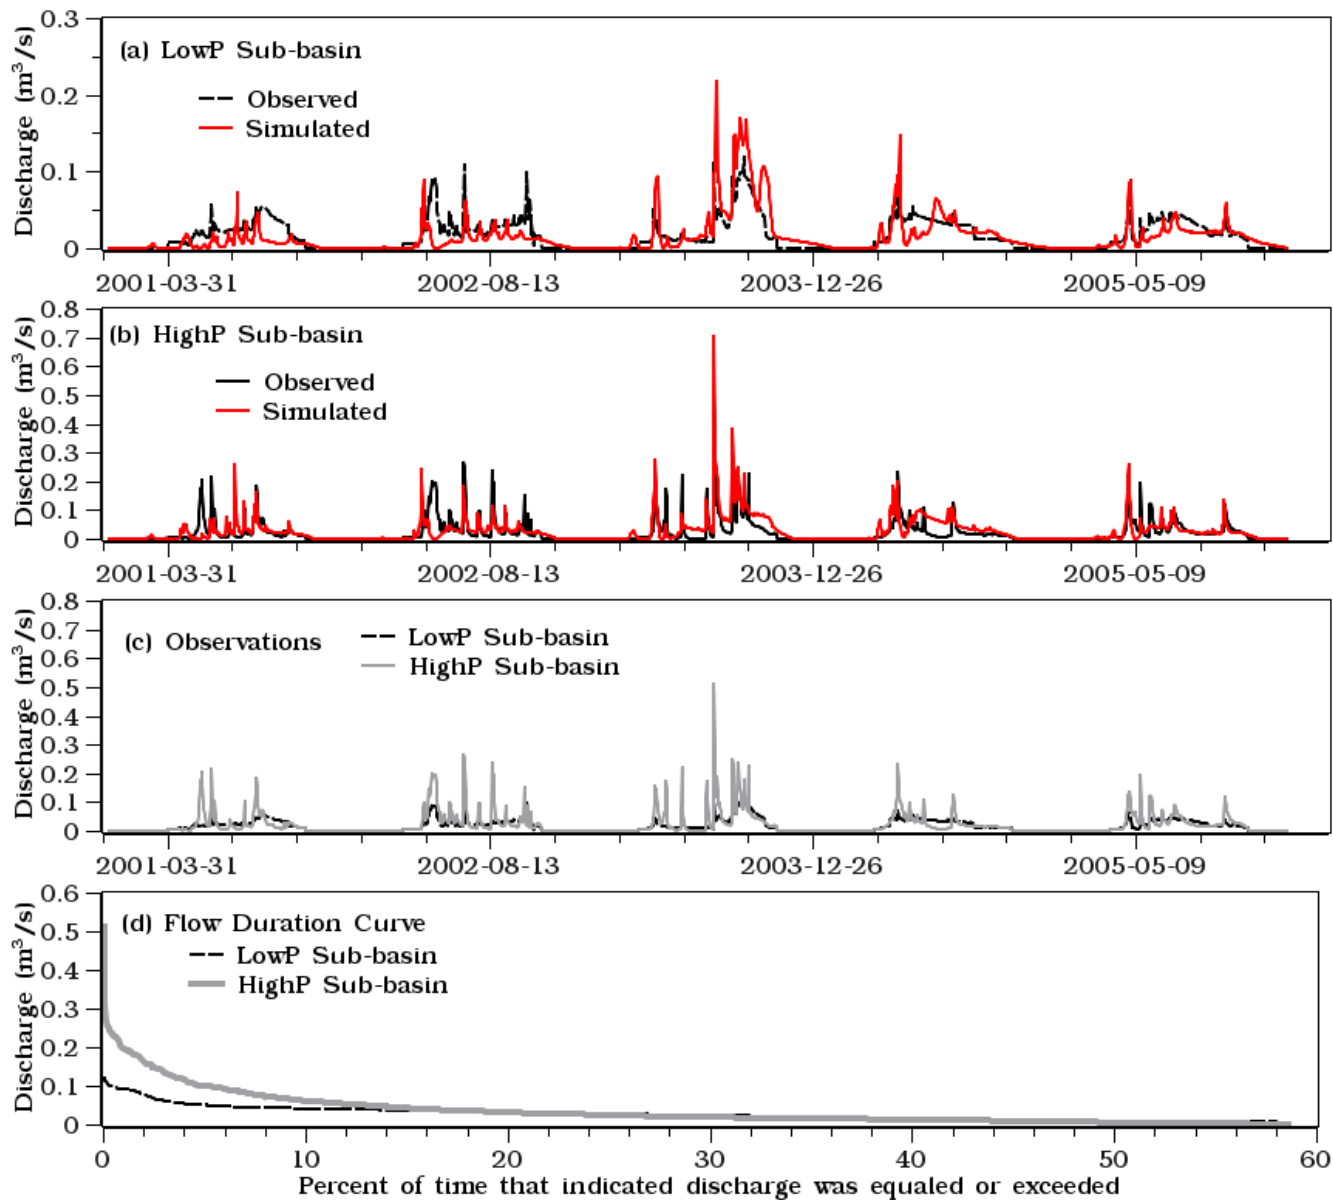 (a) LowP Sub-basin
Observed
Simulated
Discharge (m³/s)
0.3
0.2
0.1
0
2001-03-31 2002-08-13 2003-12-26 2005-05-09
(b) HighP Sub-basin
Observed
Simulated
Discharge (m³/s)
0.8
0.7
0.6
0.5
0.4
0.3
0.2
0.1
0
2001-03-31 2002-08-13 2003-12-26 2005-05-09
(c) Observations
LowP Sub-basin
HighP Sub-basin
Discharge (m³/s)
0.8
0.7
0.6
0.5
0.4
0.3
0.2
0.1
0
2001-03-31 2002-08-13 2003-12-26 2005-05-09
(d) Flow Duration Curve
LowP Sub-basin
HighP Sub-basin
Discharge (m³/s)
0.6
0.5
0.4
0.3
0.2
0.1
0
0 10 20 30 40 50 60
Percent of time that indicated discharge was equaled or exceeded